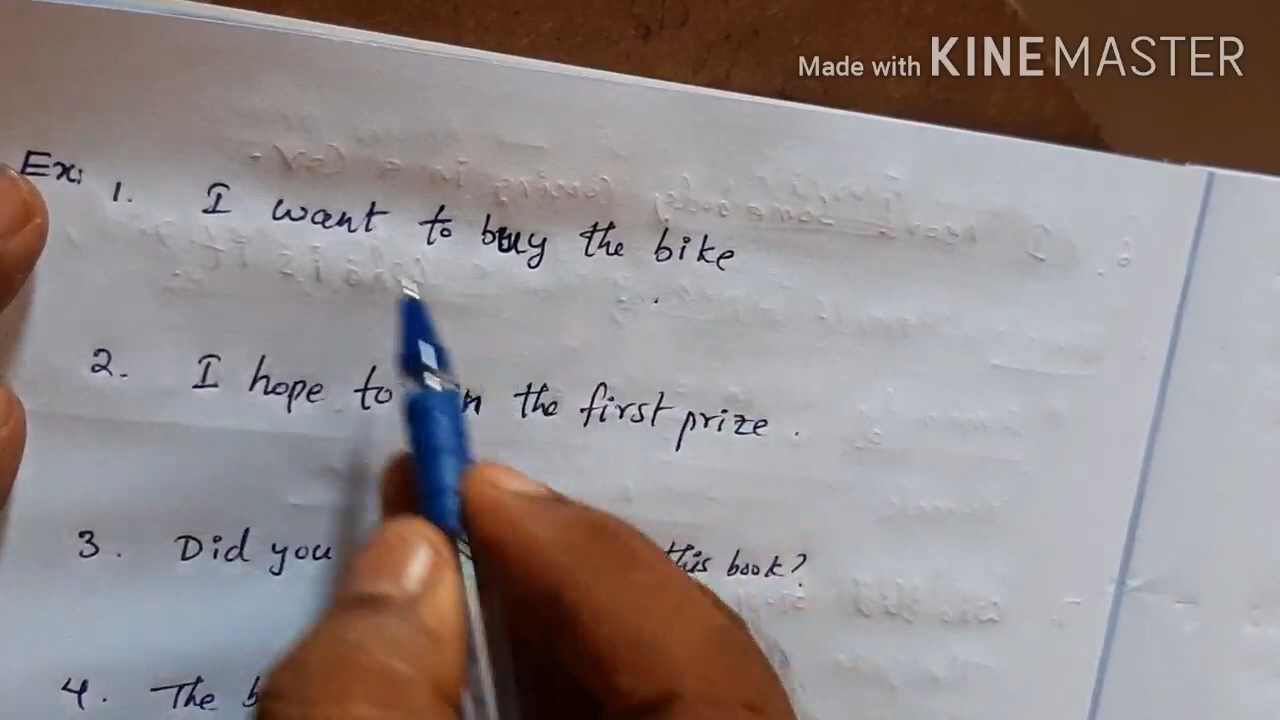 Made with KINEMASTER
Ex: 1. I want to buy the bike
2. I hope to the first prize.
3. Did you this book?
4. The